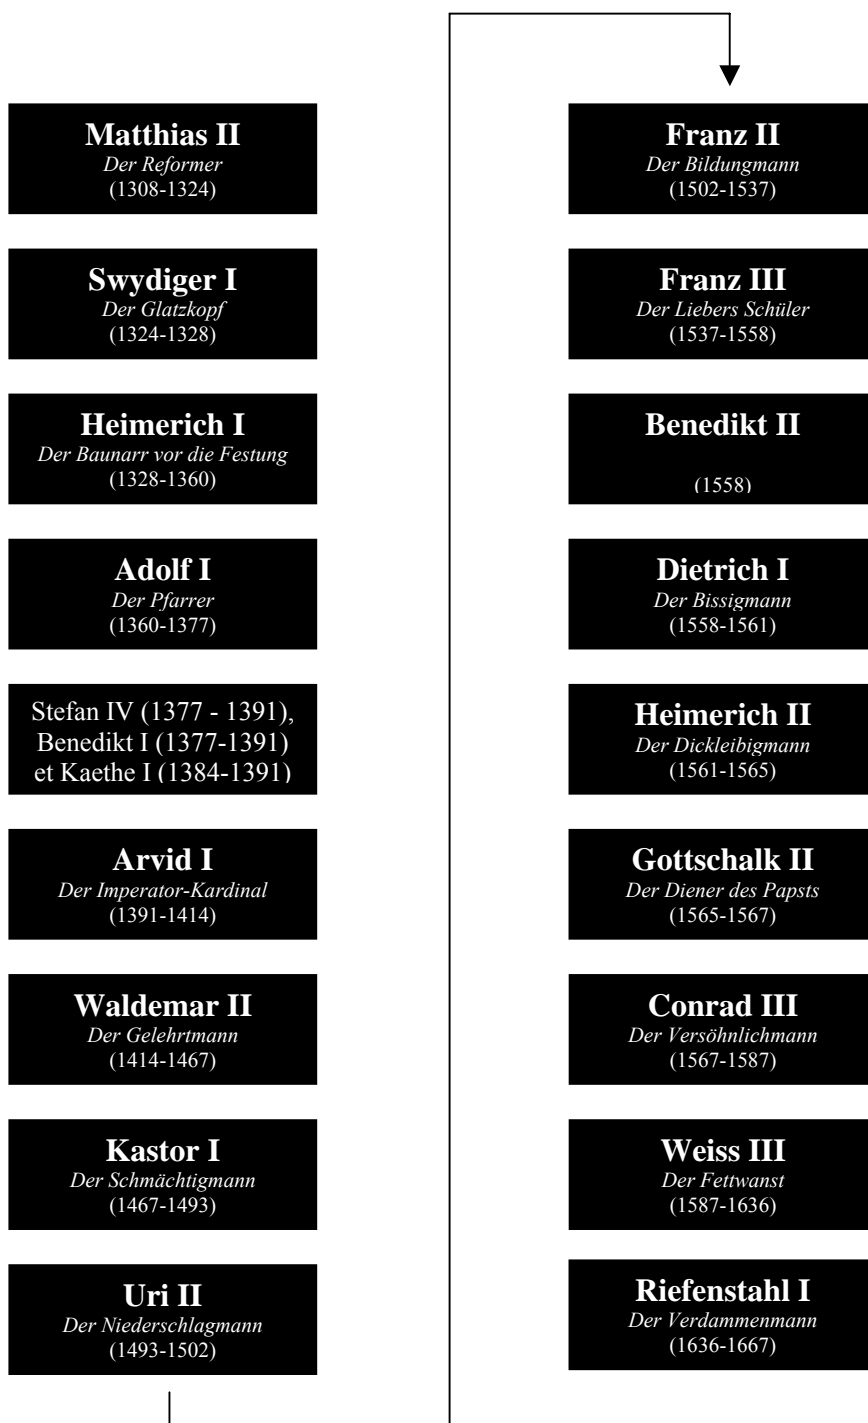 Matthias II
Der Reformer
(1308-1324)
Swydiger I
Der Glatzkopf
(1324-1328)
Heimerich I
Der Baunarr vor die Festung
(1328-1360)
Adolf I
Der Pfarrer
(1360-1377)
Stefan IV (1377 - 1391),
Benedikt I (1377-1391)
et Kaethe I (1384-1391)
Arvid I
Der Imperator-Kardinal
(1391-1414)
Waldemar II
Der Gelehrtmann
(1414-1467)
Kastor I
Der Schmächtigmann
(1467-1493)
Uri II
Der Niederschlagmann
(1493-1502)
Franz II
Der Bildungmann
(1502-1537)
Franz III
Der Liebers Schüler
(1537-1558)
Benedikt II
(1558)
Dietrich I
Der Bissigmann
(1558-1561)
Heimerich II
Der Dickleibigmann
(1561-1565)
Gottschalk II
Der Diener des Papsts
(1565-1567)
Conrad III
Der Versöhnlichmann
(1567-1587)
Weiss III
Der Fettwanst
(1587-1636)
Riefenstahl I
Der Verdammenmann
(1636-1667)